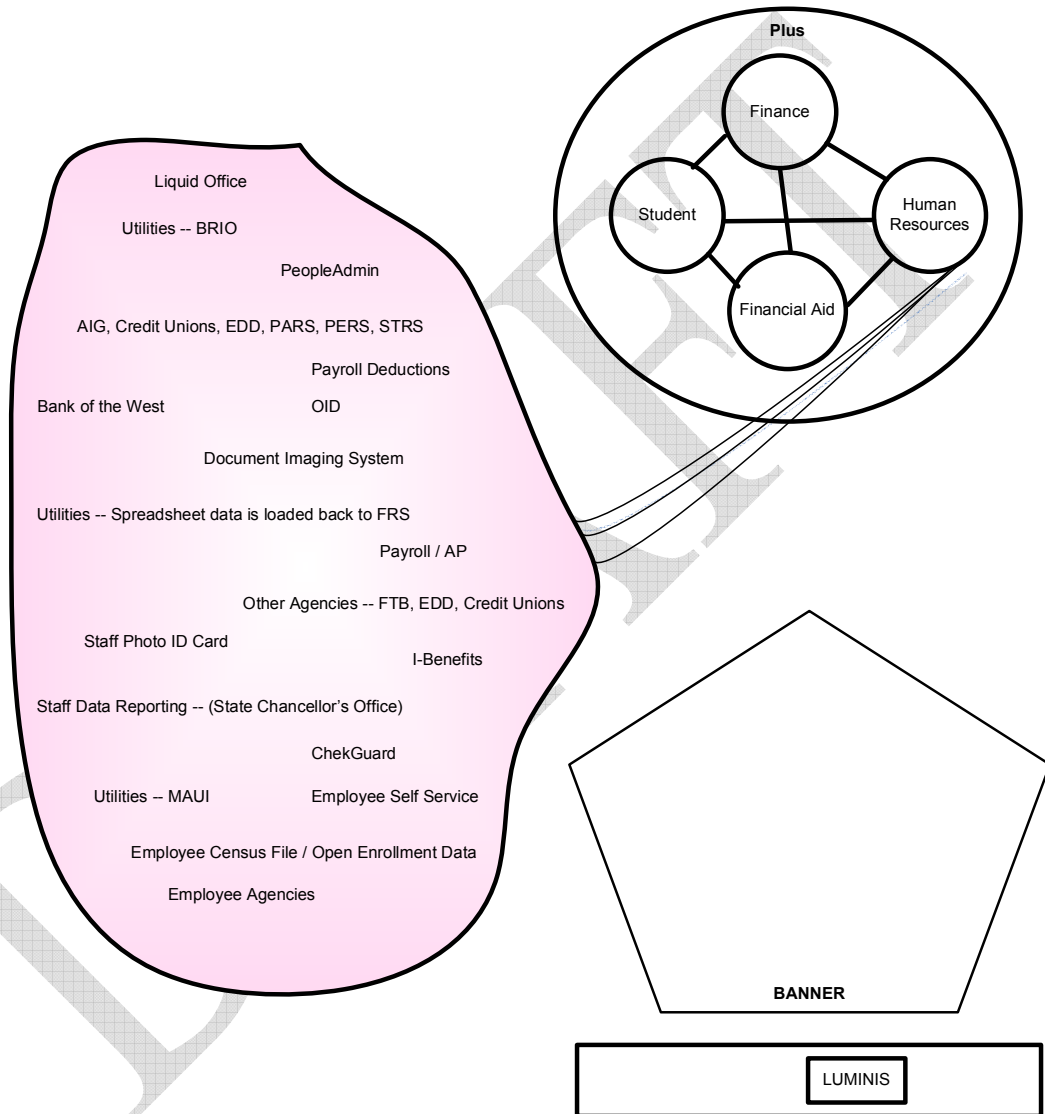 Plus
Finance
Student
Human
Resources
Financial Aid
Liquid Office
Utilities -- BRIO
PeopleAdmin
AIG, Credit Unions, EDD, PARS, PERS, STRS
Payroll Deductions
Bank of the West
OID
Document Imaging System
Utilities -- Spreadsheet data is loaded back to FRS
Payroll / AP
Other Agencies -- FTB, EDD, Credit Unions
Staff Photo ID Card
I-Benefits
Staff Data Reporting -- (State Chancellor's Office)
ChekGuard
Utilities -- MAUI
Employee Self Service
Employee Census File / Open Enrollment Data
Employee Agencies
BANNER
LUMINIS
DRAFT